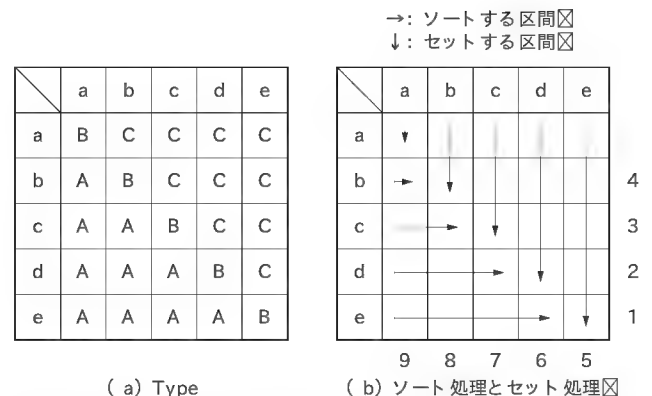 →: ソートする区間
↓: セットする区間
a b c d e
a B C C C C
b A B C C C
c A A B C C
d A A A B C
e A A A A B
(a) Type
a b c d e
a
b 4
c 3
d 2
e 1
9 8 7 6 5
(b) ソート処理とセット処理